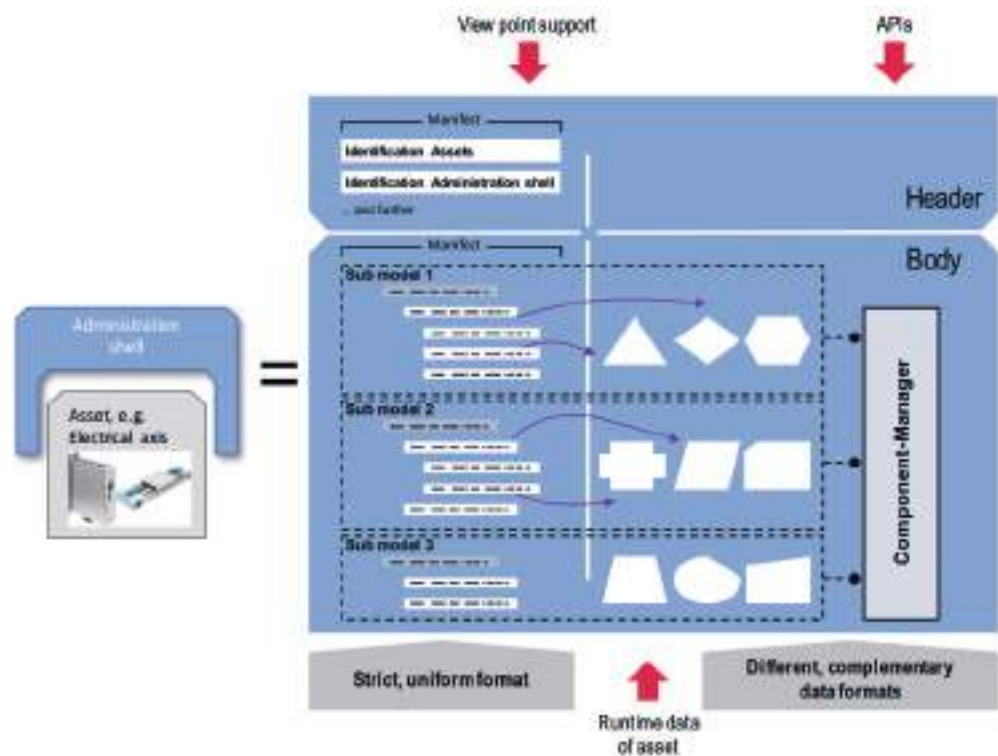 View point support
APIs
Manifest
Identification Assets
Identification Administration shell
... and further
Header
Manifest
Body
Sub model 1
Administration
shell
=
Asset, e.g.
Electrical axis
Sub model 2
Component-Manager
Sub model 3
Strict, uniform format
Different, complementary
data formats
Runtime data
of asset